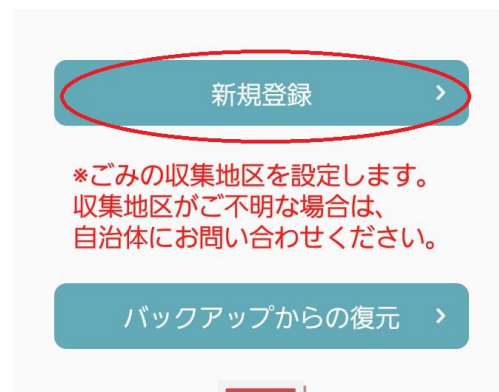 新規登録
*ごみの収集地区を設定します。
収集地区がご不明な場合は、
自治体にお問い合わせください。
バックアップからの復元